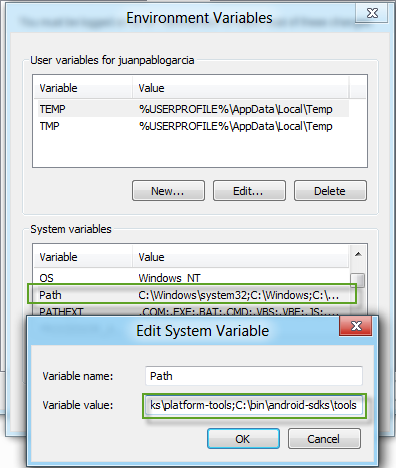 Environment Variables
User variables for juanpablogarcia
Variable Value
TEMP %USERPROFILE%\AppData\Local\Temp
TMP %USERPROFILE%\AppData\Local\Temp
New... Edit... Delete
System variables
Variable Value
OS Windows_NT
Path C:\Windows\system32;C:\Windows;C:\...
PATHEXT .COM;.EXE;.BAT;.CMD;.VBS;.VBE;.JS;....
Edit System Variable
Variable name: Path
Variable value: ks\platform-tools;C:\bin\android-sdks\tools
OK Cancel